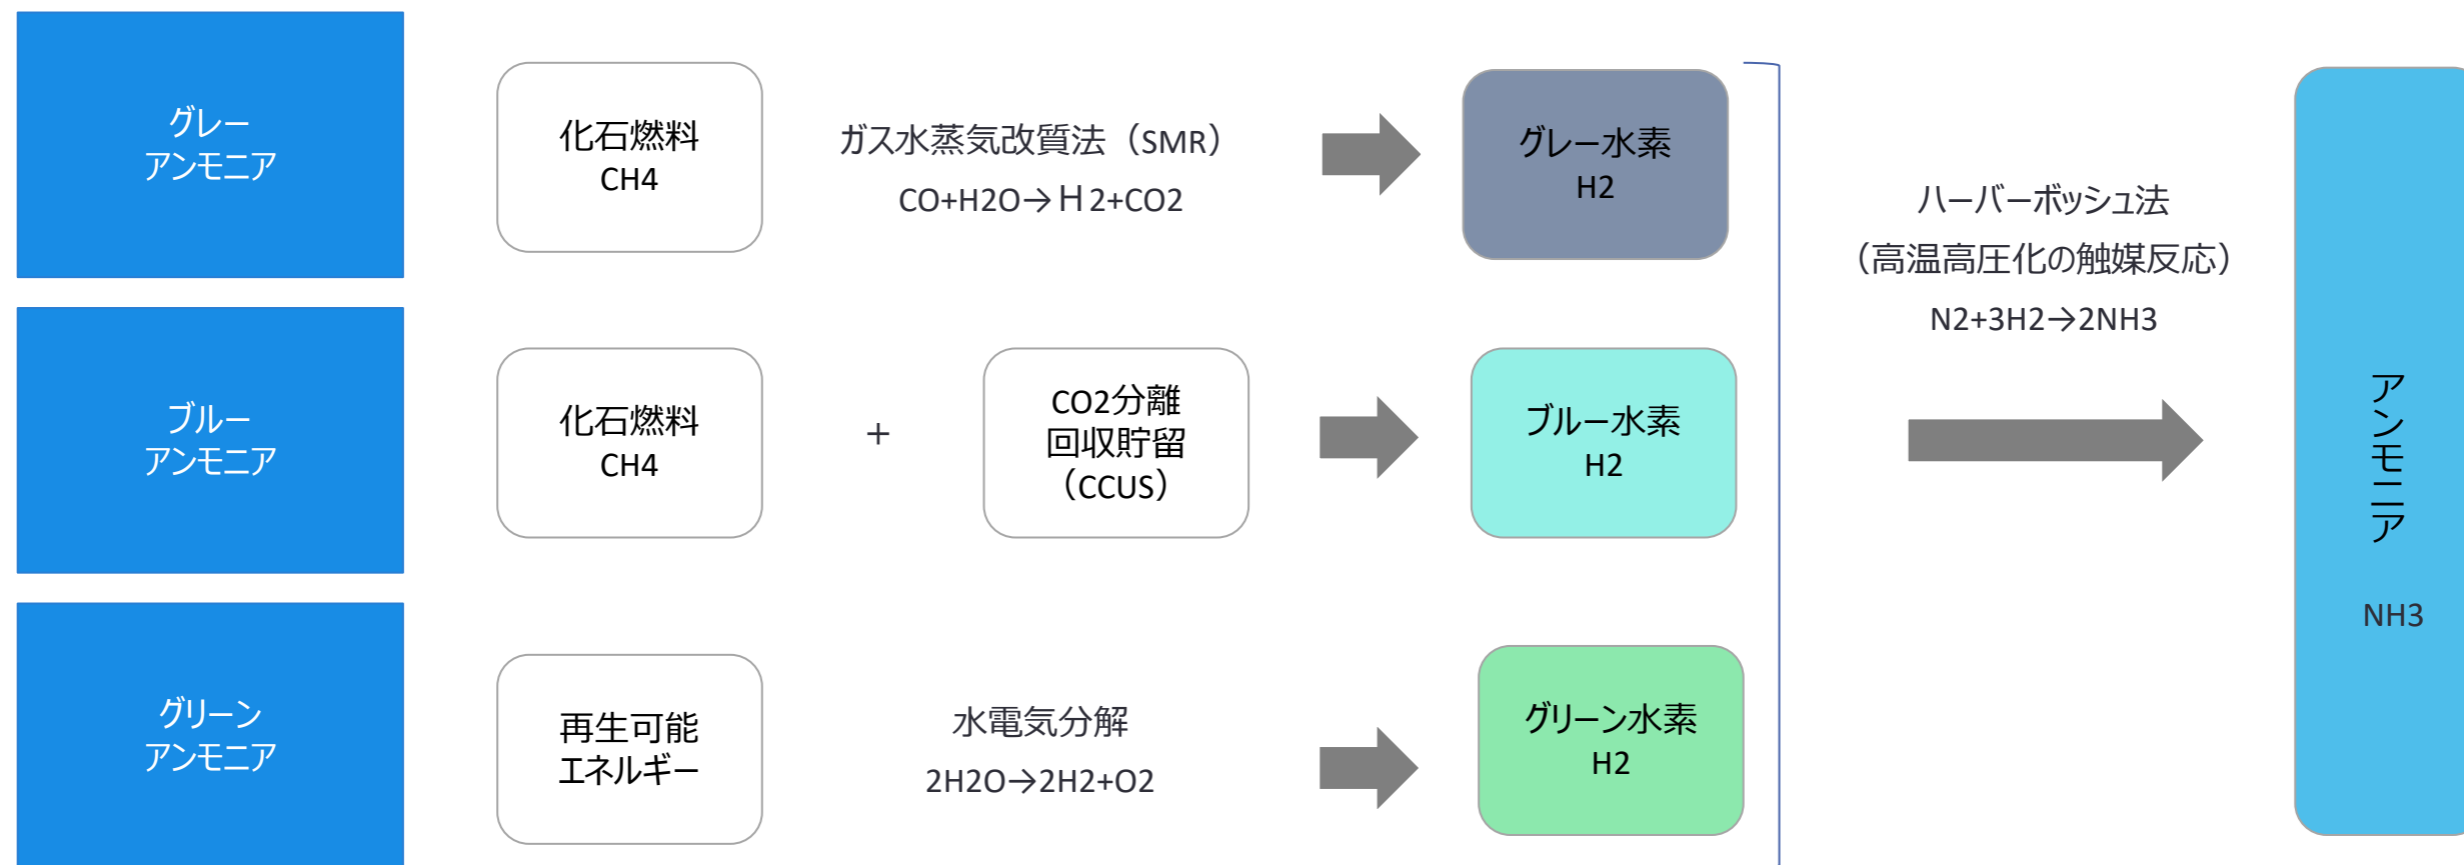 グレー
アンモニア
化石燃料
CH4
ガス水蒸気改質法（SMR）
CO+H2O→Ｈ2+CO2
グレー水素
H2
ブルー
アンモニア
化石燃料
CH4
+
CO2分離
回収貯留
（CCUS）
ブルー水素
H2
グリーン
アンモニア
再生可能
エネルギー
水電気分解
2H2O→2H2+O2
グリーン水素
H2
ハーバーボッシュ法
（高温高圧化の触媒反応）
N2+3H2→2NH3
アンモニア
NH3